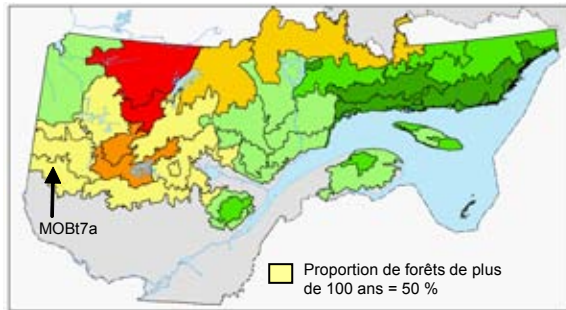 MOBt7a
Proportion de forêts de plus
de 100 ans = 50 %